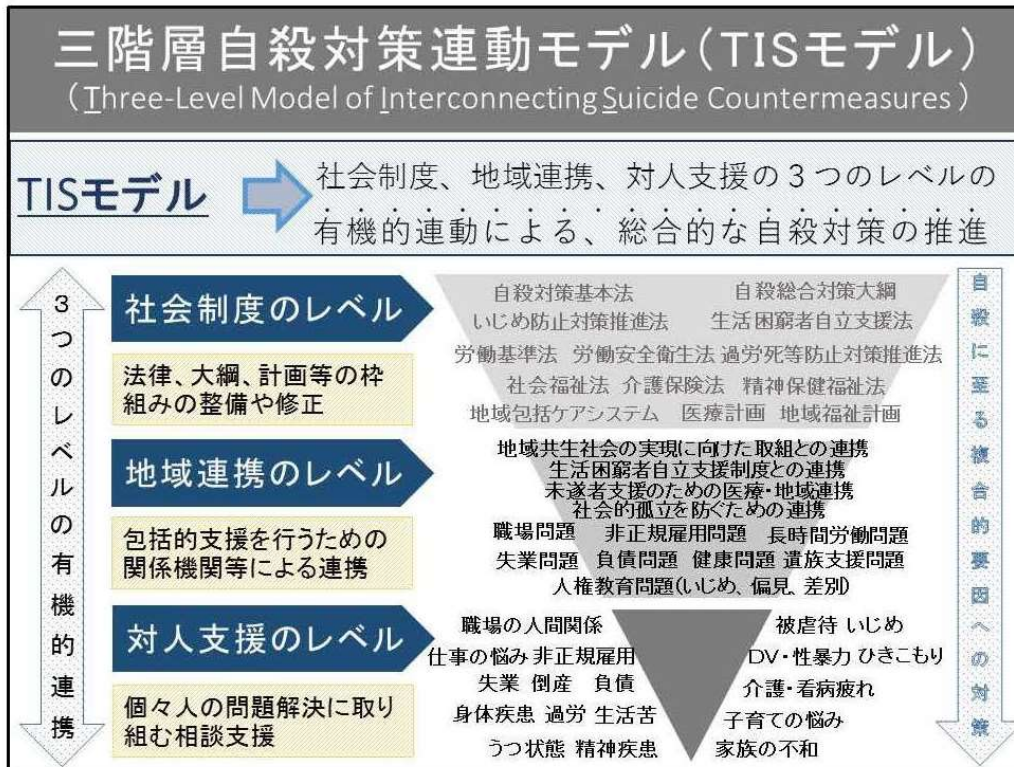 三階層自殺対策連動モデル(TISモデル)
(Three-Level Model of Interconnecting Suicide Countermeasures)
TISモデル
社会制度、地域連携、対人支援の3つのレベルの
有機的連動による、総合的な自殺対策の推進
3つのレベルの有機的連携
社会制度のレベル
法律、大綱、計画等の枠
組みの整備や修正
自殺対策基本法 自殺総合対策大綱
いじめ防止対策推進法 生活困窮者自立支援法
労働基準法 労働安全衛生法 過労死等防止対策推進法
社会福祉法 介護保険法 精神保健福祉法
地域包括ケアシステム 医療計画 地域福祉計画
地域連携のレベル
包括的支援を行うための
関係機関等による連携
地域共生社会の実現に向けた取組との連携
生活困窮者自立支援制度との連携
未遂者支援のための医療・地域連携
社会的孤立を防ぐための連携
職場問題 非正規雇用問題 長時間労働問題
失業問題 負債問題 健康問題 遺族支援問題
人権教育問題(いじめ、偏見、差別)
対人支援のレベル
個々人の問題解決に取り
組む相談支援
職場の人間関係 被虐待 いじめ
仕事の悩み 非正規雇用 DV・性暴力 ひきこもり
失業 倒産 負債 介護・看病疲れ
身体疾患 過労 生活苦 子育ての悩み
うつ状態 精神疾患 家族の不和
自殺に至る複合的要因への対策